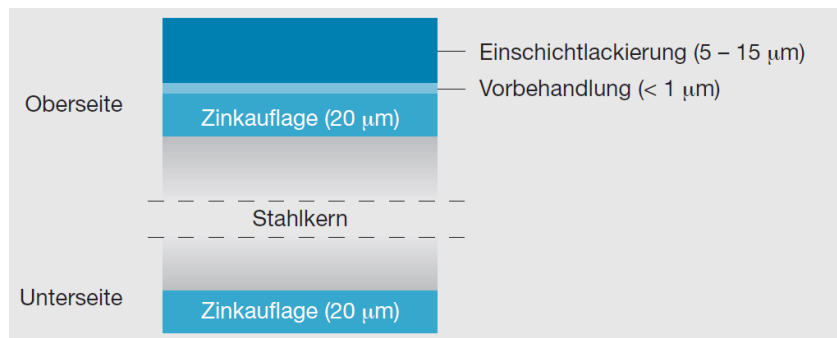 Einschichtlackierung (5 – 15 μm)
Vorbehandlung (< 1 μm)
Oberseite
Zinkauflage (20 μm)
Stahlkern
Unterseite
Zinkauflage (20 μm)